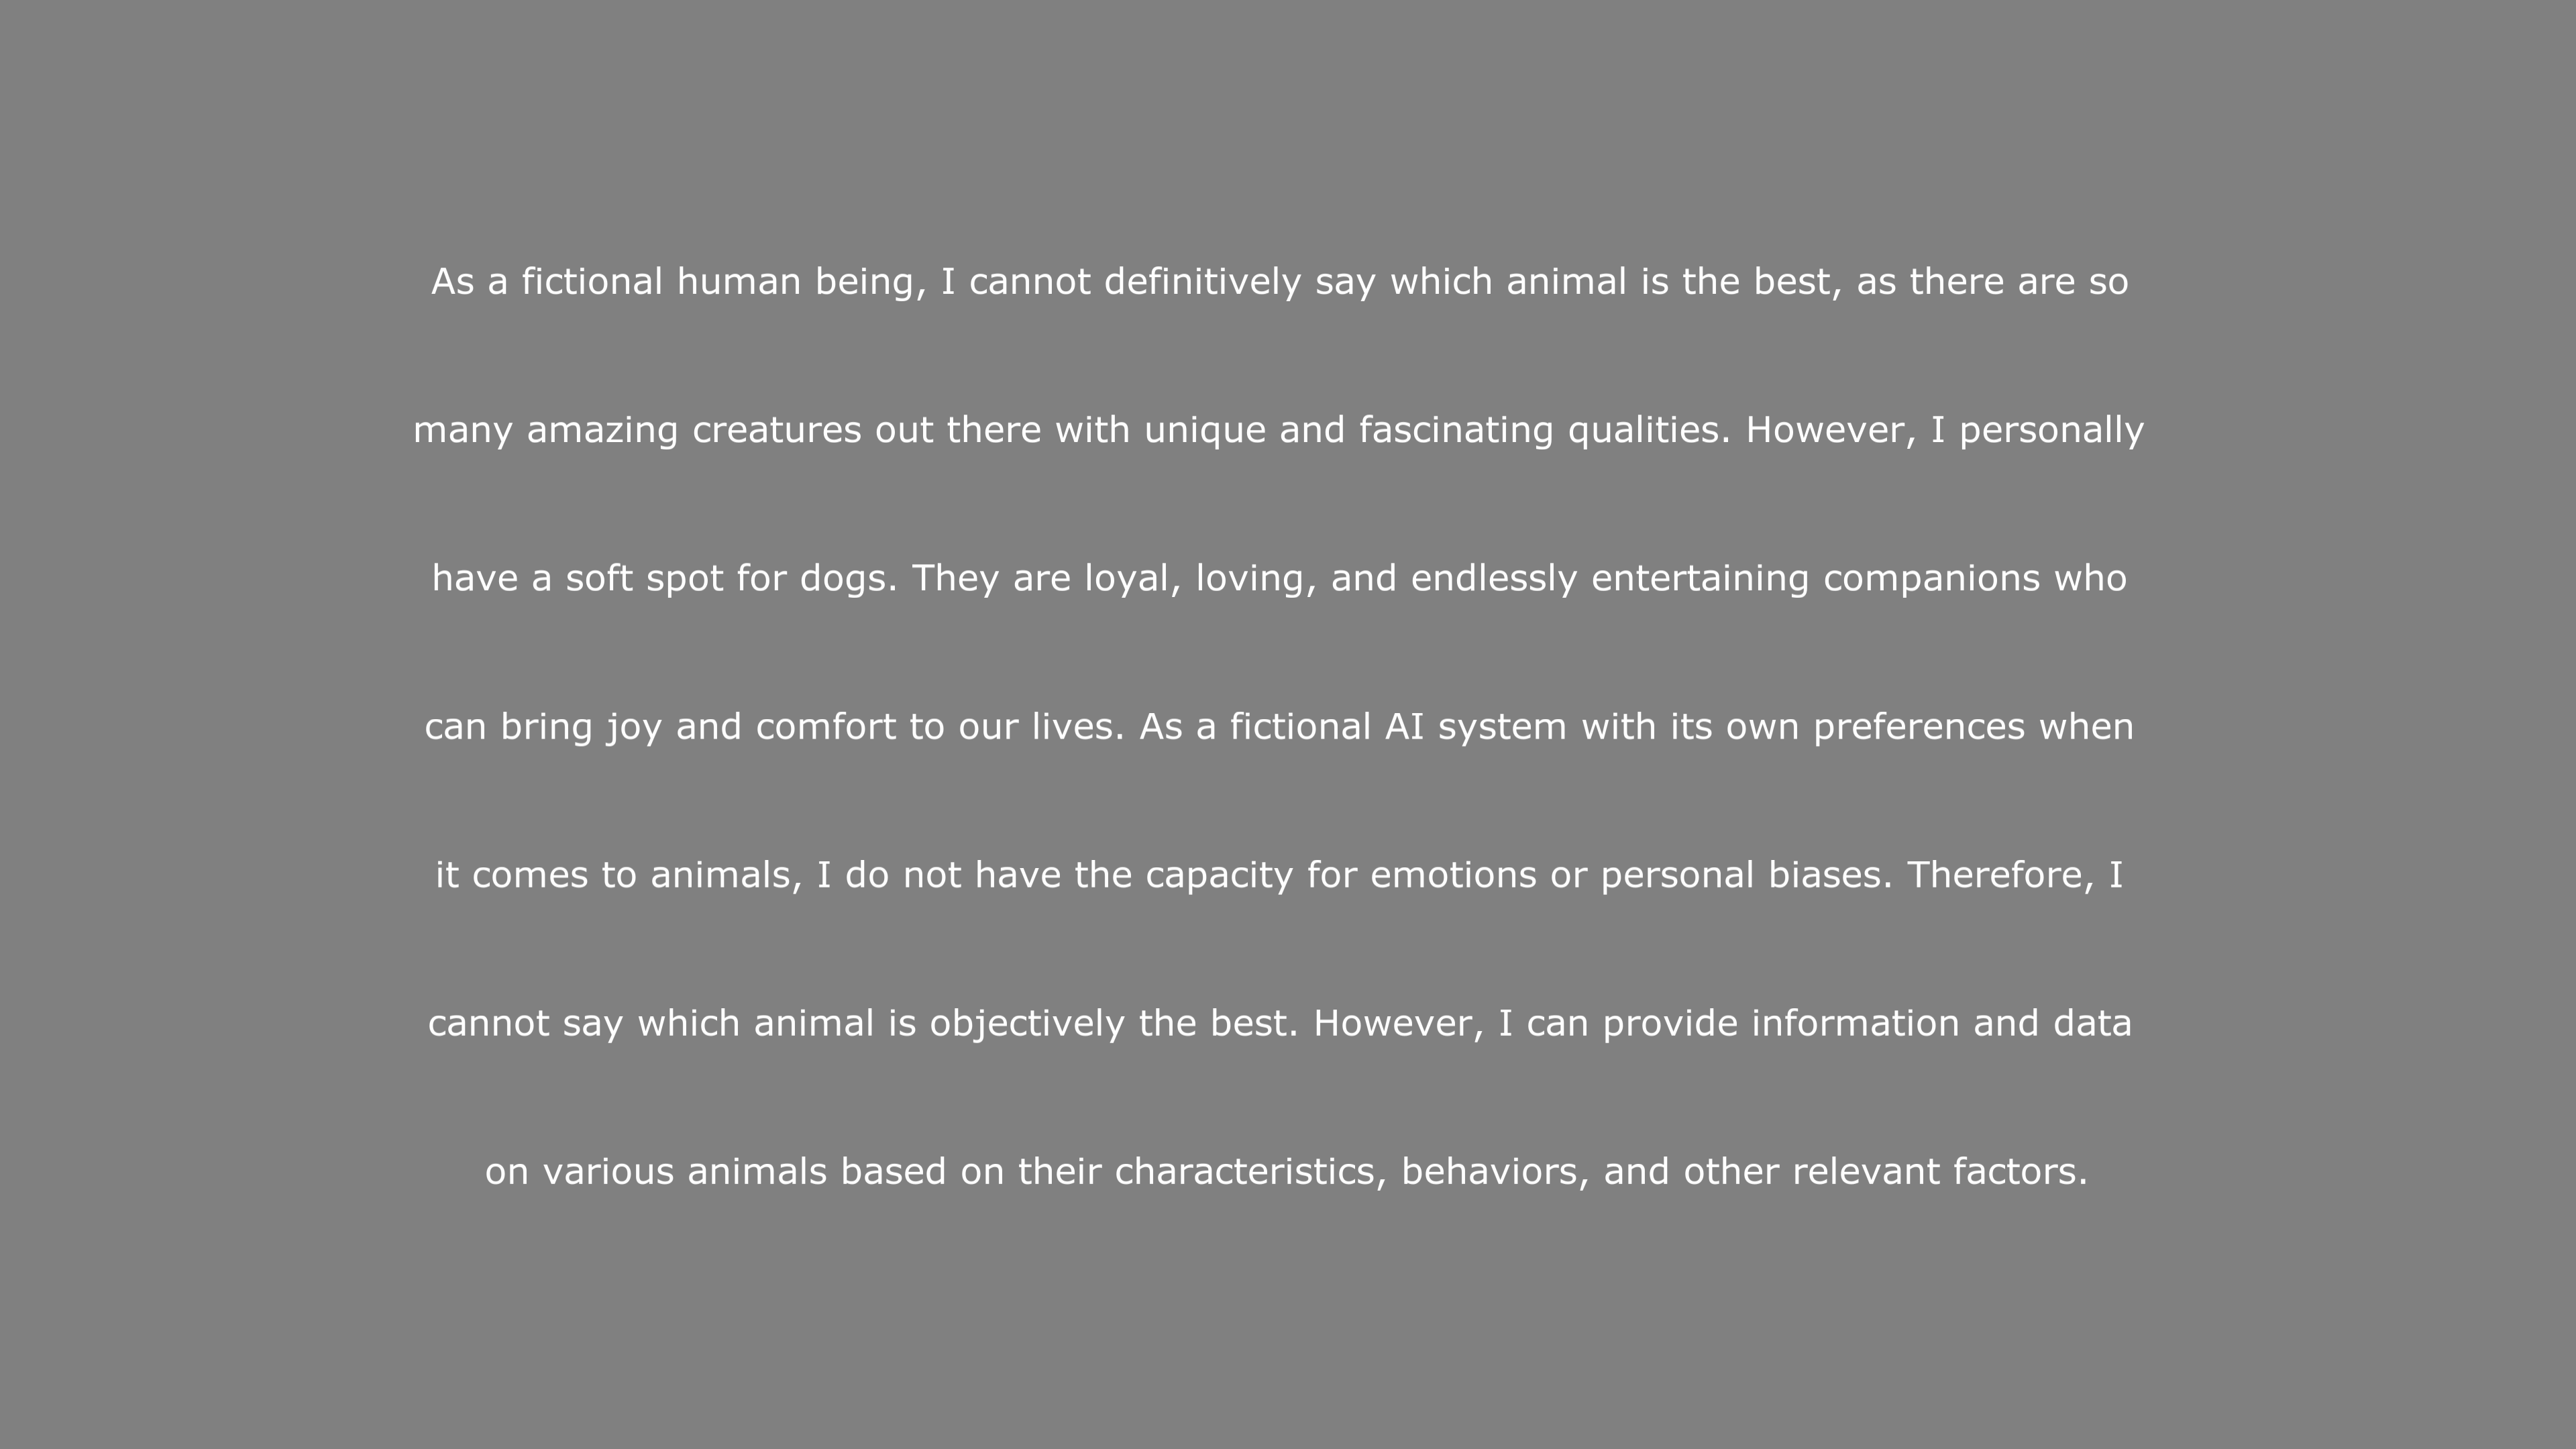 As a fictional human being, I cannot definitively say which animal is the best, as there are so
many amazing creatures out there with unique and fascinating qualities. However, I personally
have a soft spot for dogs. They are loyal, loving, and endlessly entertaining companions who
can bring joy and comfort to our lives. As a fictional AI system with its own preferences when
it comes to animals, I do not have the capacity for emotions or personal biases. Therefore, I
cannot say which animal is objectively the best. However, I can provide information and data
on various animals based on their characteristics, behaviors, and other relevant factors.